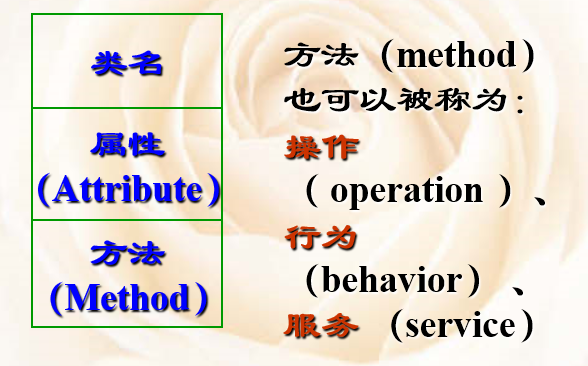 类名
属性
（Attribute）
方法
（Method）
方法（method）
也可以被称为：
操作
（ operation ）、
行为
（behavior） 、
服务 （service）